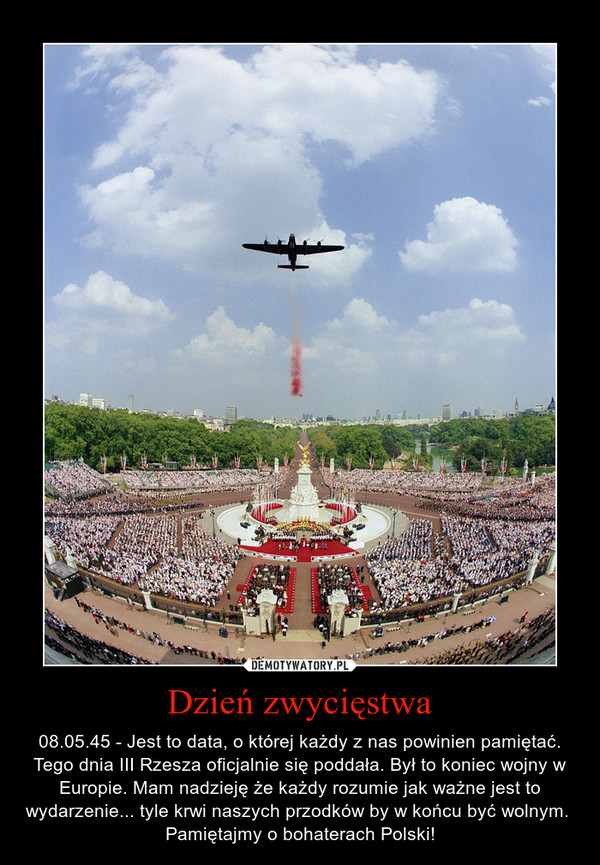 DEMOTYWATORY.PL
Dzień zwycięstwa
08.05.45 - Jest to data, o której każdy z nas powinien pamiętać.
Tego dnia III Rzesza oficjalnie się poddała. Był to koniec wojny w
Europie. Mam nadzieję że każdy rozumie jak ważne jest to
wydarzenie... tyle krwi naszych przodków by w końcu być wolnym.
Pamiętajmy o bohaterach Polski!